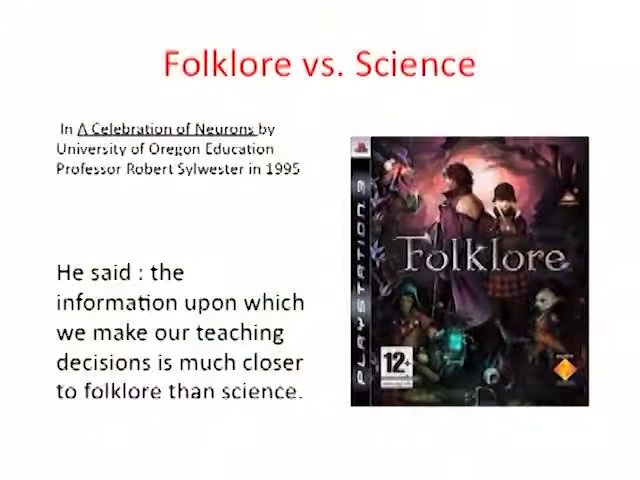 Folklore vs. Science
In A Celebration of Neurons by
University of Oregon Education
Professor Robert Sylwester in 1995
He said : the
information upon which
we make our teaching
decisions is much closer
to folklore than science.
PLAYSTATION 3
Folklore
12+